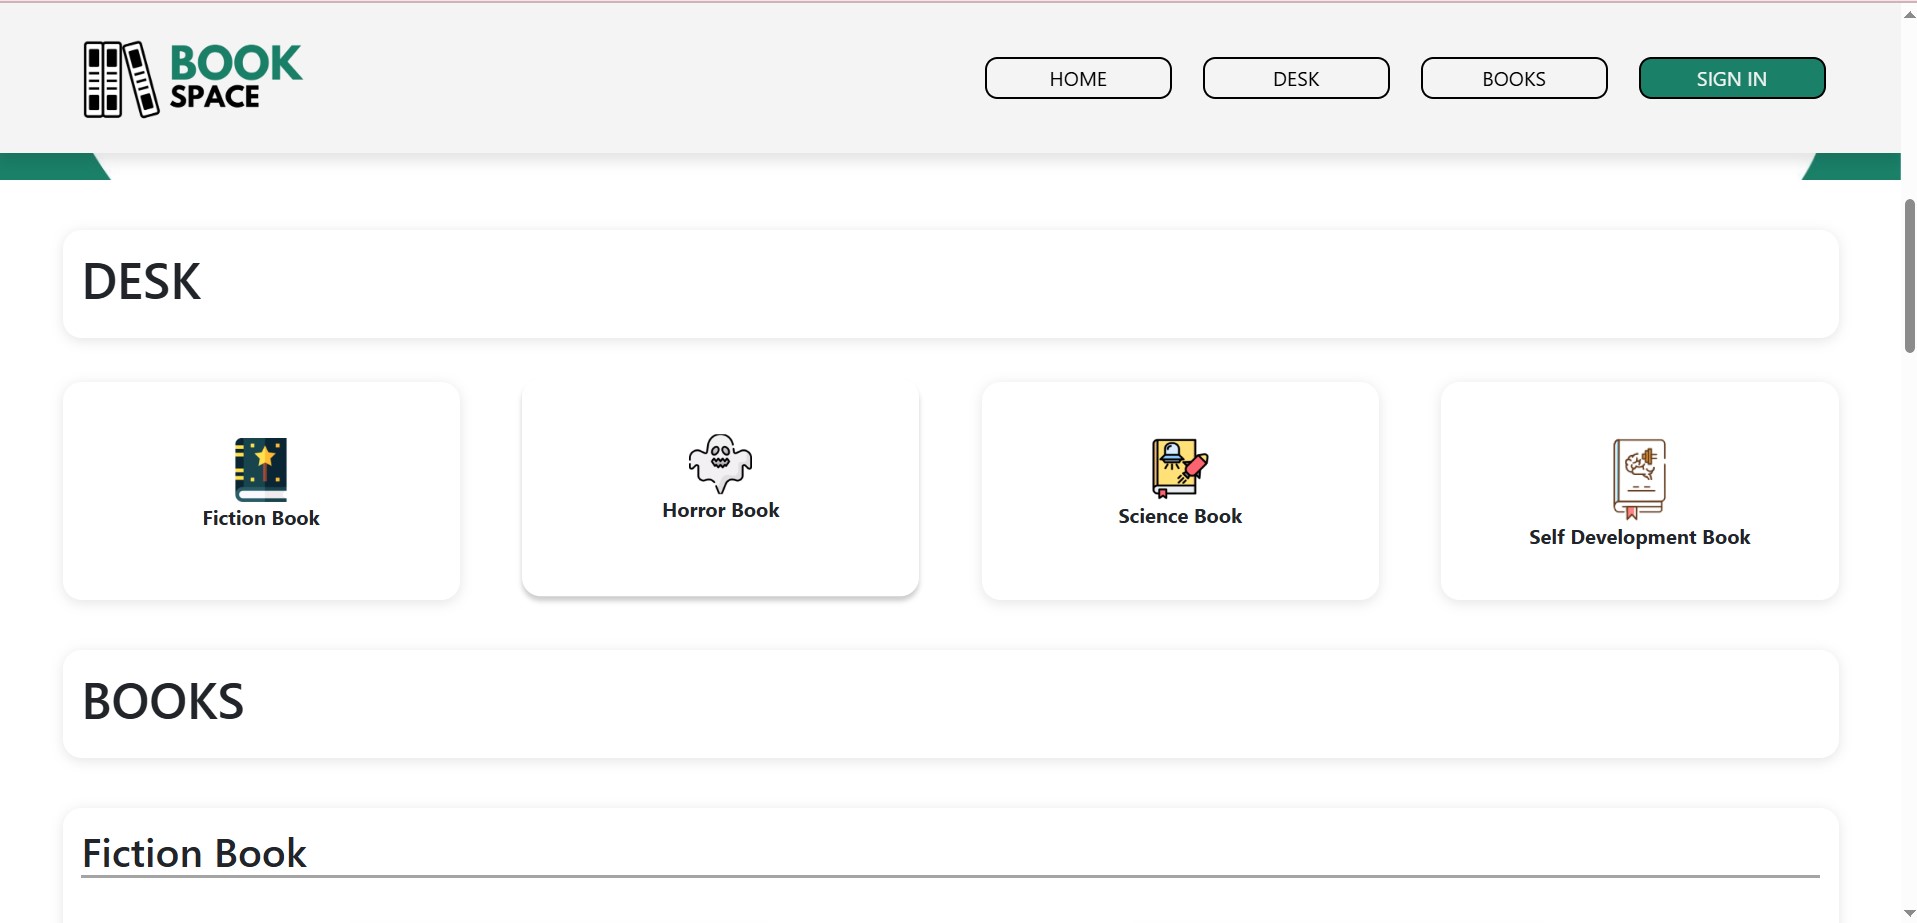 BOOK
SPACE
HOME
DESK
BOOKS
SIGN IN
DESK
Fiction Book
Horror Book
Science Book
Self Development Book
BOOKS
Fiction Book